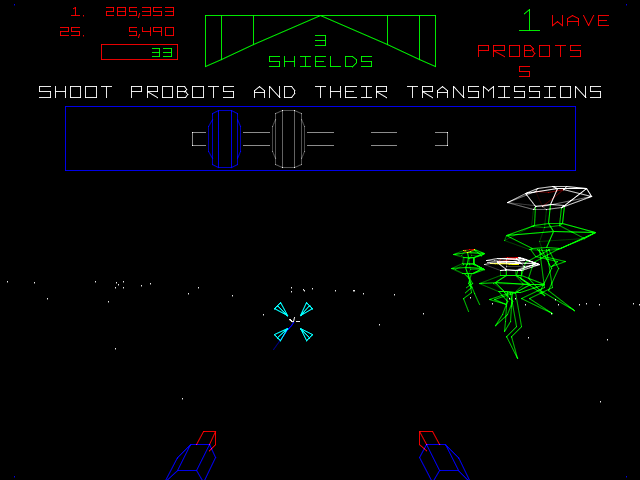 1. 285,353
25. 5,490
33
3
SHIELDS
1 WAVE
PROBOTS
5
SHOOT PROBOTS AND THEIR TRANSMISSIONS